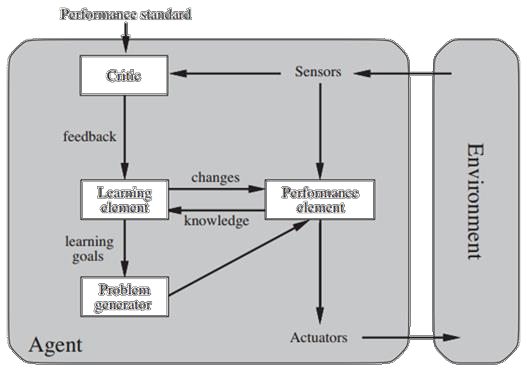 Performance standard
Critic
Sensors
feedback
changes
Learning
element
Performance
element
knowledge
learning
goals
Problem
generator
Actuators
Agent
Environment